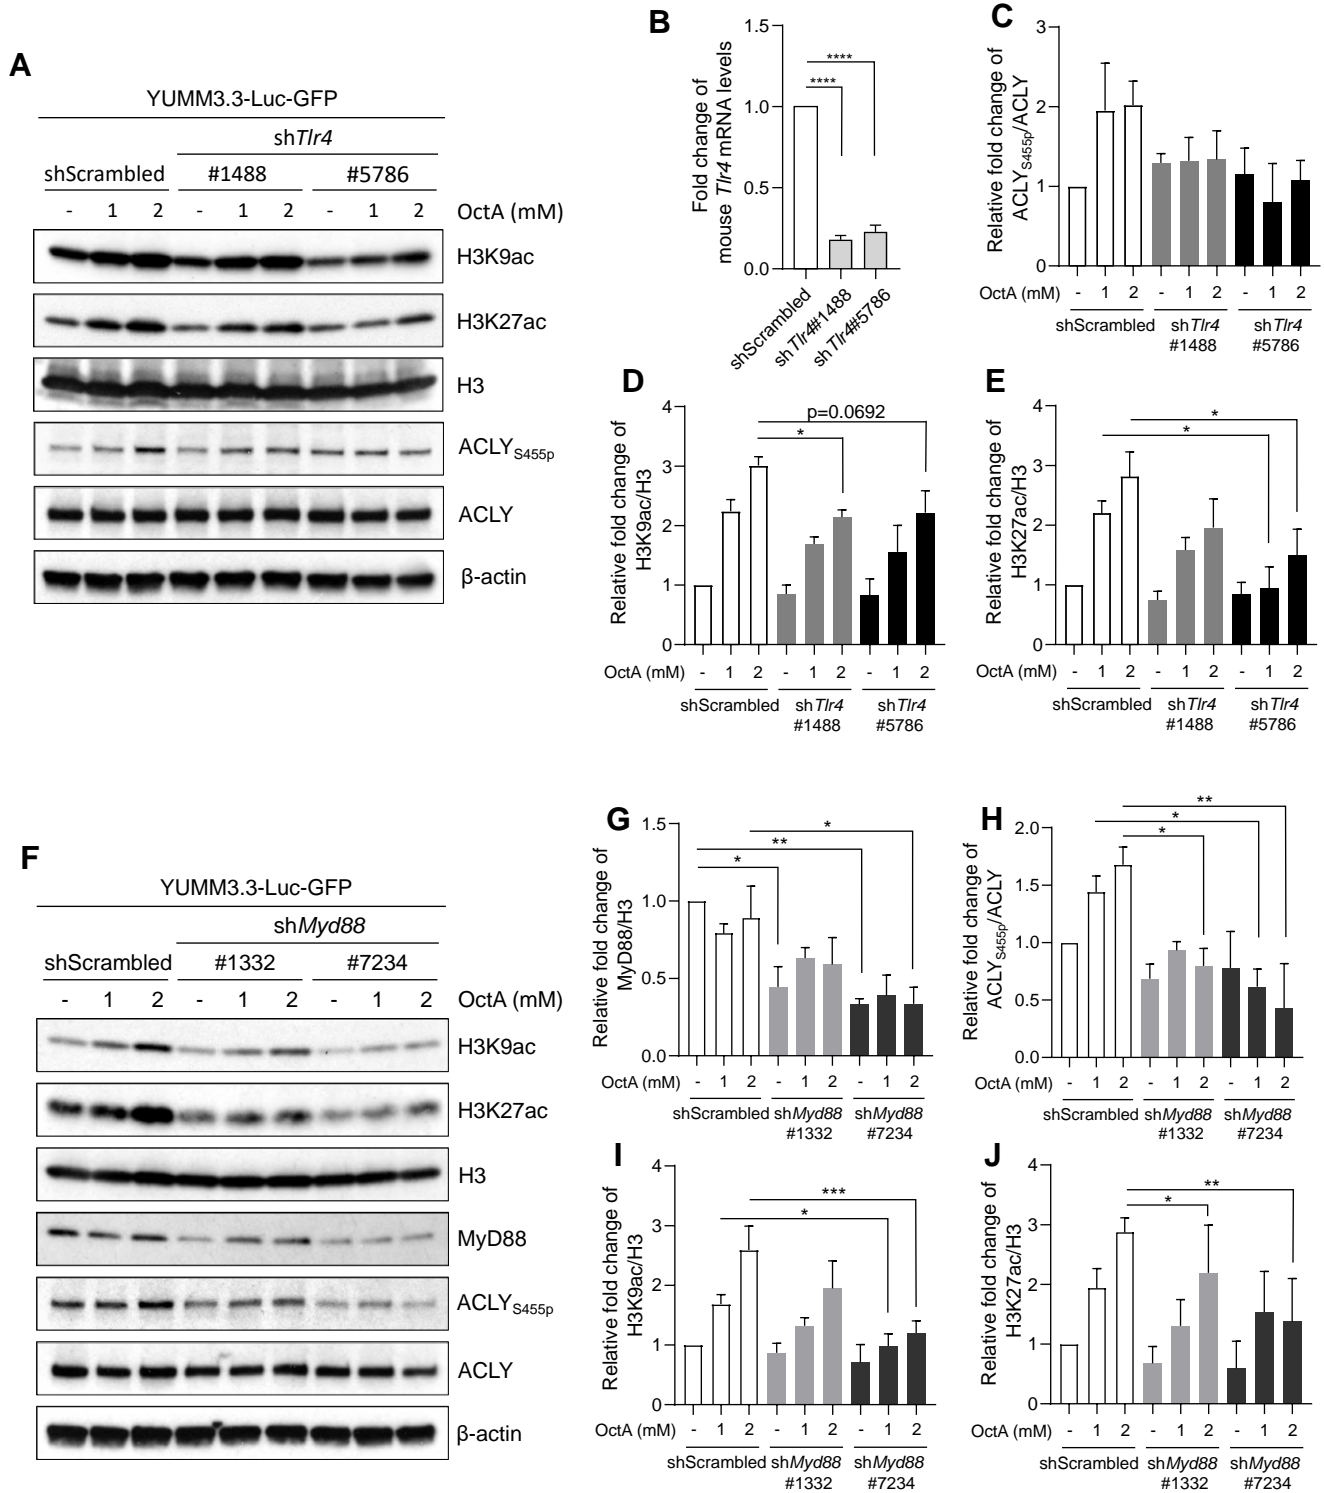 A
YUMM3.3-Luc-GFP
shTlr4
shScrambled #1488 #5786
- 1 2 - 1 2 - 1 2 OctA (mM)
H3K9ac
H3K27ac
H3
ACLYS455p
ACLY
β-actin
B
Fold change of
mouse Tlr4 mRNA levels
1.5
1.0
0.5
0.0
****
****
shScrambled
shTlr4#1488
shTlr4#5786
C
Relative fold change of
ACLYS455p/ACLY
3
2
1
0
OctA (mM) - 1 2 - 1 2 - 1 2
shScrambled shTlr4 shTlr4
#1488 #5786
D
Relative fold change of
H3K9ac/H3
4
3
2
1
0
p=0.0692
*
OctA (mM) - 1 2 - 1 2 - 1 2
shScrambled shTlr4 shTlr4
#1488 #5786
E
Relative fold change of
H3K27ac/H3
4
3
2
1
0
*
*
OctA (mM) - 1 2 - 1 2 - 1 2
shScrambled shTlr4 shTlr4
#1488 #5786
F
YUMM3.3-Luc-GFP
shMyd88
shScrambled #1332 #7234
- 1 2 - 1 2 - 1 2 OctA (mM)
H3K9ac
H3K27ac
H3
MyD88
ACLYS455p
ACLY
β-actin
G
Relative fold change of
MyD88/H3
1.5
1.0
0.5
0.0
*
**
*
OctA (mM) - 1 2 - 1 2 - 1 2
shScrambled shMyd88 shMyd88
#1332 #7234
H
Relative fold change of
ACLYS455p/ACLY
2.0
1.5
1.0
0.5
0.0
**
*
*
OctA (mM) - 1 2 - 1 2 - 1 2
shScrambled shMyd88 shMyd88
#1332 #7234
I
Relative fold change of
H3K9ac/H3
4
3
2
1
0
***
*
OctA (mM) - 1 2 - 1 2 - 1 2
shScrambled shMyd88 shMyd88
#1332 #7234
J
Relative fold change of
H3K27ac/H3
4
3
2
1
0
**
*
OctA (mM) - 1 2 - 1 2 - 1 2
shScrambled shMyd88 shMyd88
#1332 #7234